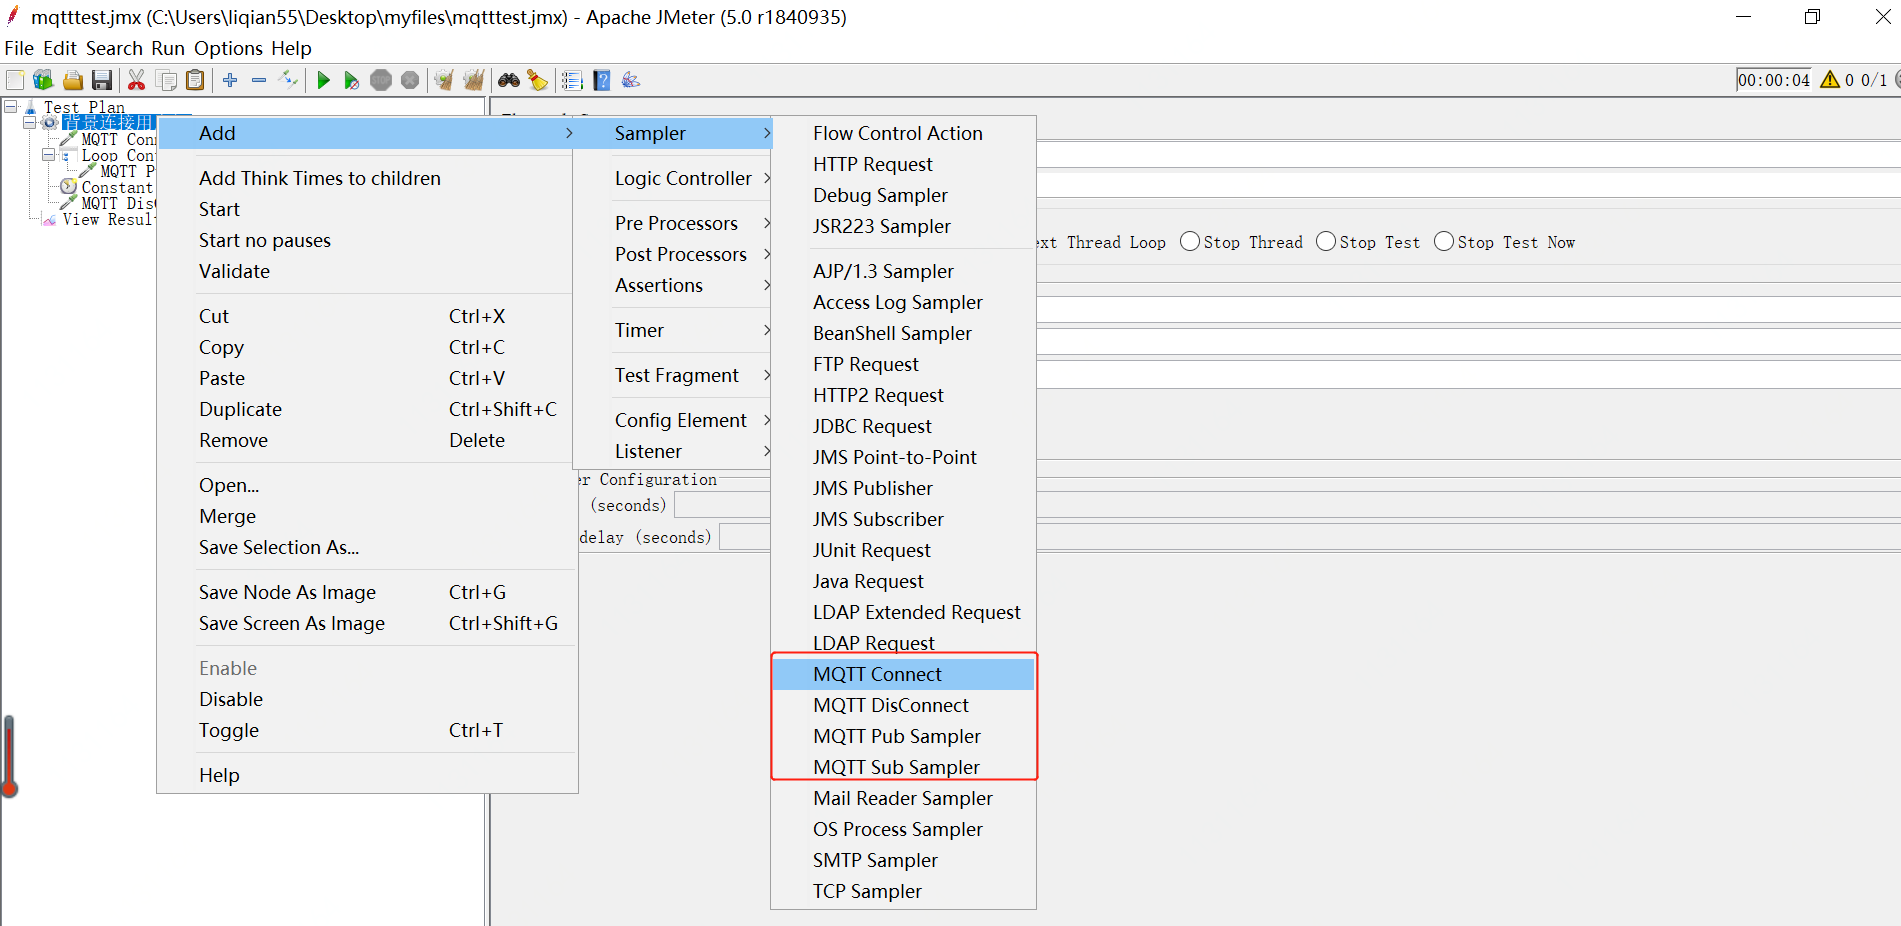 mqtttest.jmx (C:\Users\liqian55\Desktop\myfiles\mqtttest.jmx) - Apache JMeter (5.0 r1840935)
File Edit Search Run Options Help
00:00:04 0 0/1
Test Plan
背景连接用
MQTT Con
Loop Con
MQTT P
Constant
MQTT Dis
View Resul
Add
Add Think Times to children
Start
Start no pauses
Validate
Cut Ctrl+X
Copy Ctrl+C
Paste Ctrl+V
Duplicate Ctrl+Shift+C
Remove Delete
Open...
Merge
Save Selection As...
Save Node As Image Ctrl+G
Save Screen As Image Ctrl+Shift+G
Enable
Disable
Toggle Ctrl+T
Help
Sampler
Logic Controller
Pre Processors
Post Processors
Assertions
Timer
Test Fragment
Config Element
Listener
Flow Control Action
HTTP Request
Debug Sampler
JSR223 Sampler
AJP/1.3 Sampler
Access Log Sampler
BeanShell Sampler
FTP Request
HTTP2 Request
JDBC Request
JMS Point-to-Point
JMS Publisher
JMS Subscriber
JUnit Request
Java Request
LDAP Extended Request
LDAP Request
MQTT Connect
MQTT DisConnect
MQTT Pub Sampler
MQTT Sub Sampler
Mail Reader Sampler
OS Process Sampler
SMTP Sampler
TCP Sampler
ext Thread Loop Stop Thread Stop Test Stop Test Now
er Configuration
(seconds)
delay (seconds)